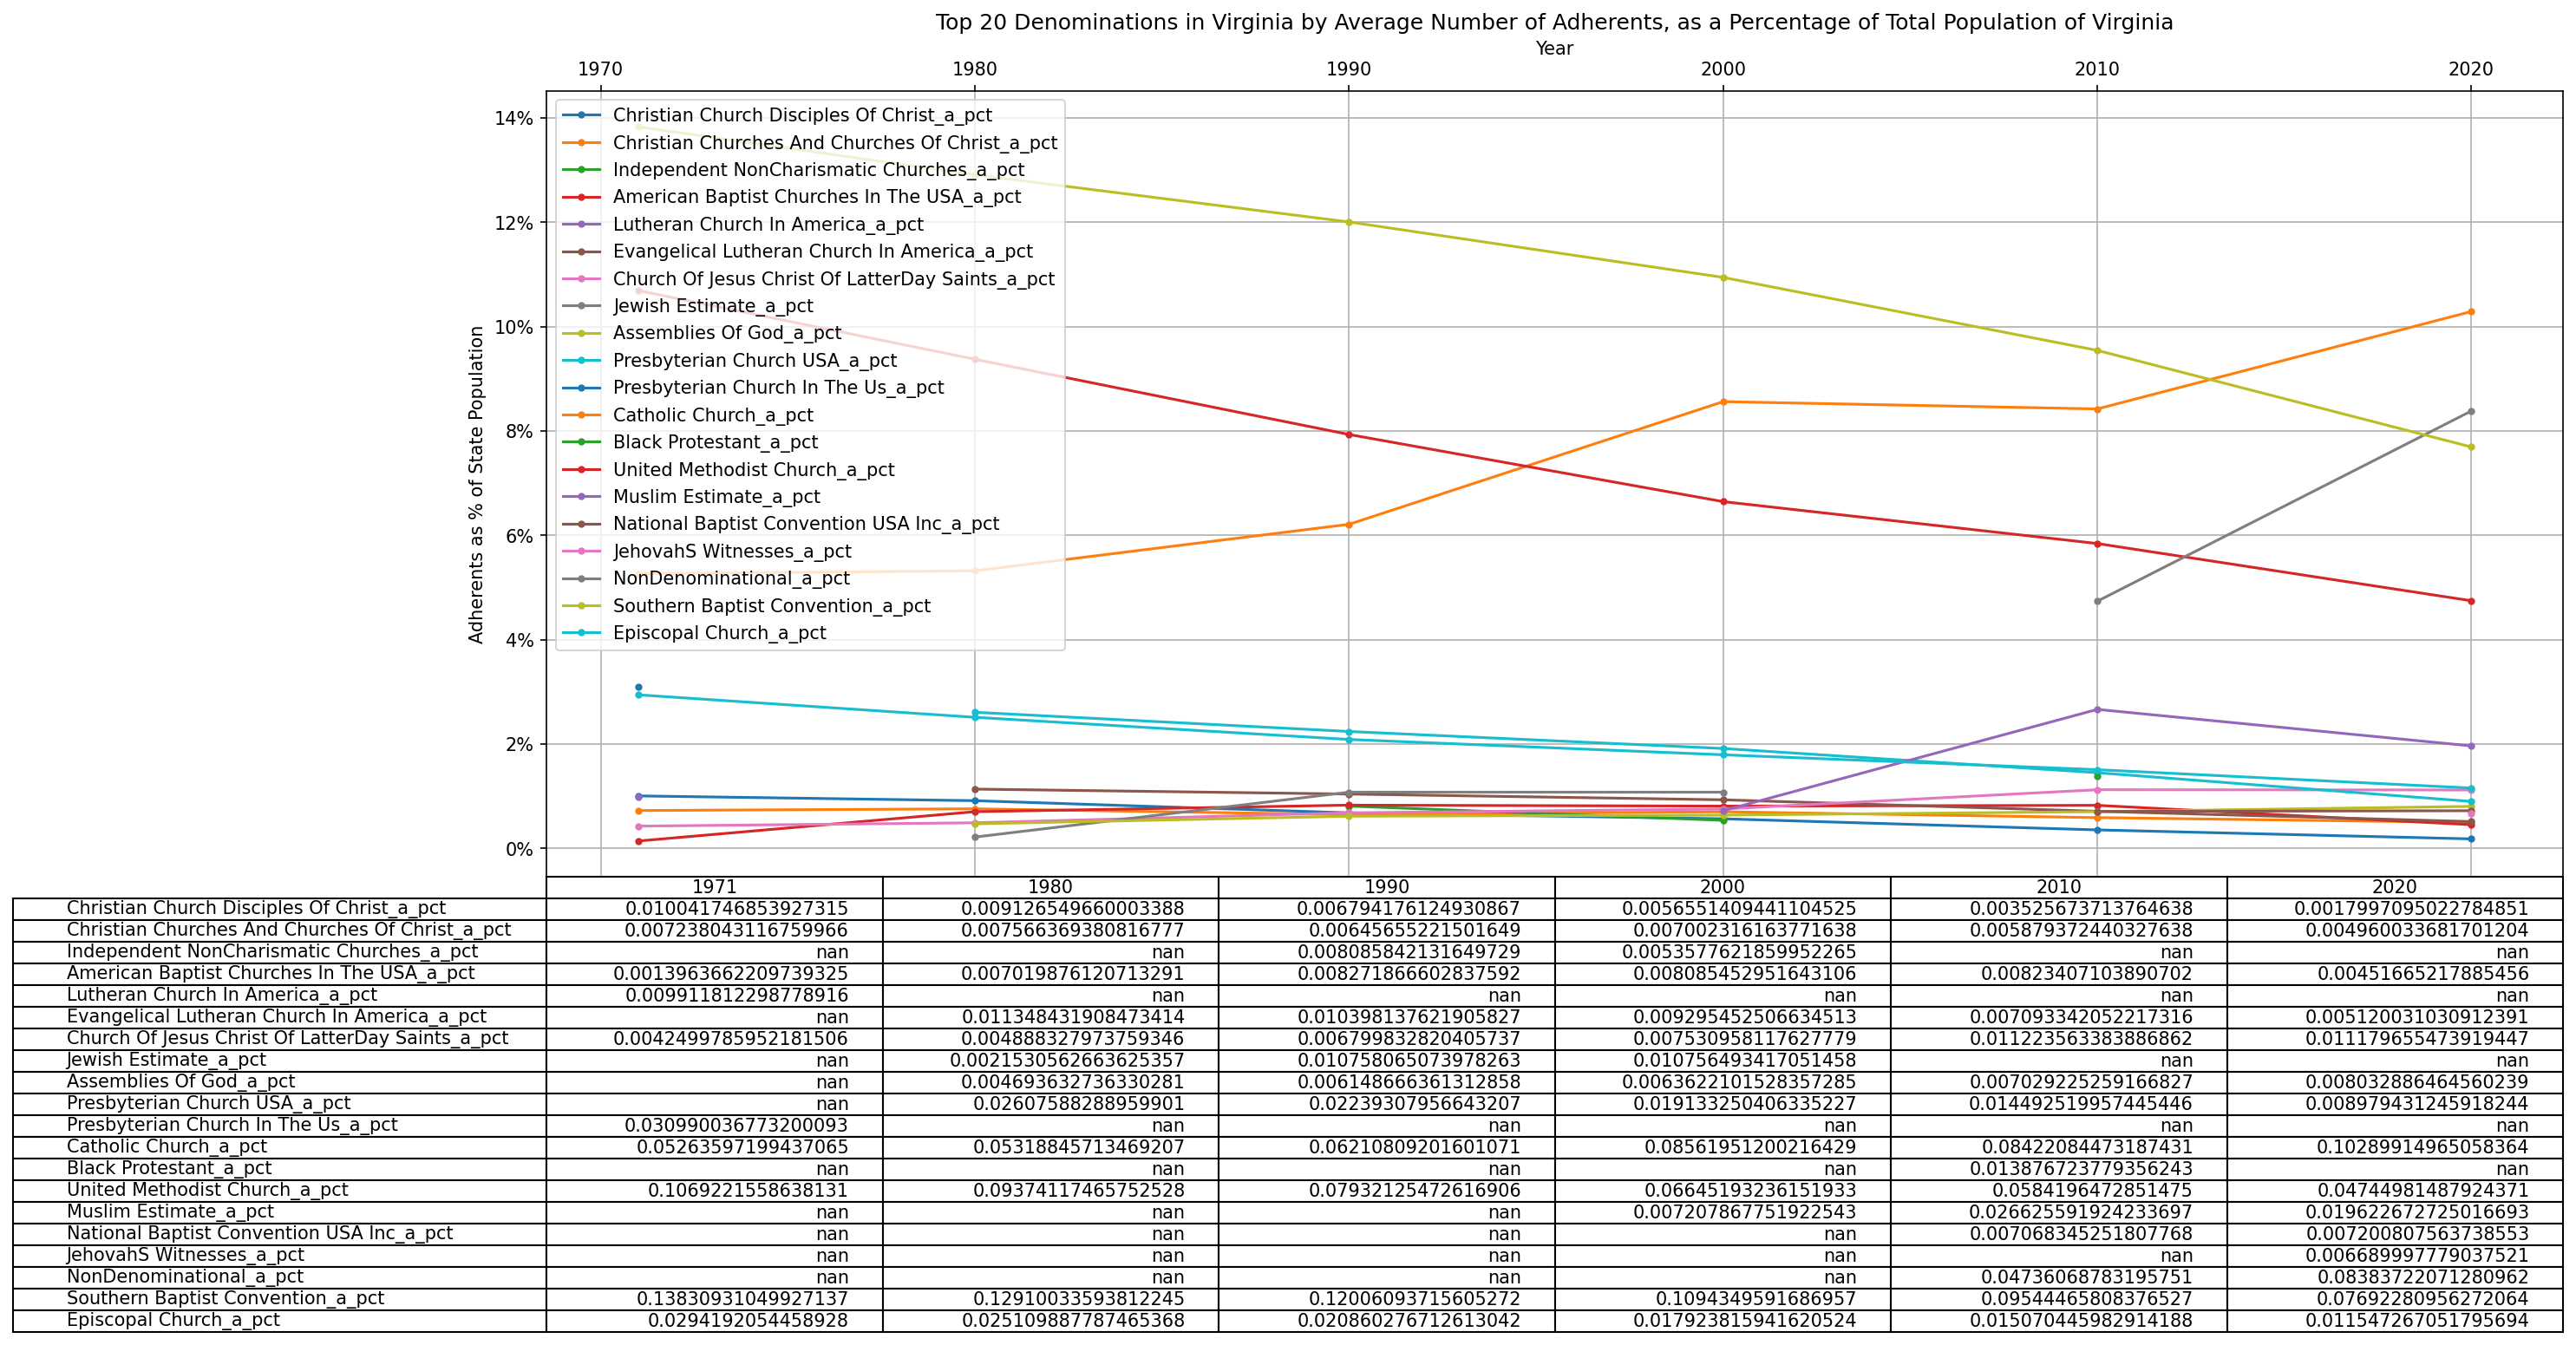 Top 20 Denominations in Virginia by Average Number of Adherents, as a Percentage of Total Population of Virginia
Year
1970 1980 1990 2000 2010 2020
Adherents as % of State Population
14%
12%
10%
8%
6%
4%
2%
0%
Christian Church Disciples Of Christ_a_pct
Christian Churches And Churches Of Christ_a_pct
Independent NonCharismatic Churches_a_pct
American Baptist Churches In The USA_a_pct
Lutheran Church In America_a_pct
Evangelical Lutheran Church In America_a_pct
Church Of Jesus Christ Of LatterDay Saints_a_pct
Jewish Estimate_a_pct
Assemblies Of God_a_pct
Presbyterian Church USA_a_pct
Presbyterian Church In The Us_a_pct
Catholic Church_a_pct
Black Protestant_a_pct
United Methodist Church_a_pct
Muslim Estimate_a_pct
National Baptist Convention USA Inc_a_pct
JehovahS Witnesses_a_pct
NonDenominational_a_pct
Southern Baptist Convention_a_pct
Episcopal Church_a_pct
1971 1980 1990 2000 2010 2020
Christian Church Disciples Of Christ_a_pct 0.010041746853927315 0.009126549660003388 0.006794176124930867 0.0056551409441104525 0.003525673713764638 0.0017997095022784851
Christian Churches And Churches Of Christ_a_pct 0.007238043116759966 0.007566369380816777 0.00645655221501649 0.007002316163771638 0.005879372440327638 0.004960033681701204
Independent NonCharismatic Churches_a_pct nan nan 0.008085842131649729 0.0053577621859952265 nan nan
American Baptist Churches In The USA_a_pct 0.0013963662209739325 0.007019876120713291 0.008271866602837592 0.008085452951643106 0.00823407103890702 0.00451665217885456
Lutheran Church In America_a_pct 0.009911812298778916 nan nan nan nan nan
Evangelical Lutheran Church In America_a_pct nan 0.011348431908473414 0.010398137621905827 0.009295452506634513 0.007093342052217316 0.005120031030912391
Church Of Jesus Christ Of LatterDay Saints_a_pct 0.0042499785952181506 0.004888327973759346 0.006799832820405737 0.007530958117627779 0.011223563383886862 0.011179655473919447
Jewish Estimate_a_pct nan 0.0021530562663625357 0.010758065073978263 0.010756493417051458 nan nan
Assemblies Of God_a_pct nan 0.004693632736330281 0.006148666361312858 0.0063622101528357285 0.007029225259166827 0.008032886464560239
Presbyterian Church USA_a_pct nan 0.02607588288959901 0.02239307956643207 0.019133250406335227 0.014492519957445446 0.008979431245918244
Presbyterian Church In The Us_a_pct 0.030990036773200093 nan nan nan nan nan
Catholic Church_a_pct 0.05263597199437065 0.05318845713469207 0.06210809201601071 0.08561951200216429 0.08422084473187431 0.10289914965058364
Black Protestant_a_pct nan nan nan nan 0.013876723779356243 nan
United Methodist Church_a_pct 0.1069221558638131 0.09374117465752528 0.07932125472616906 0.06645193236151933 0.0584196472851475 0.04744981487924371
Muslim Estimate_a_pct nan nan nan 0.007207867751922543 0.026625591924233697 0.019622672725016693
National Baptist Convention USA Inc_a_pct nan nan nan nan 0.007068345251807768 0.007200807563738553
JehovahS Witnesses_a_pct nan nan nan nan nan 0.006689997779037521
NonDenominational_a_pct nan nan nan nan 0.04736068783195751 0.08383722071280962
Southern Baptist Convention_a_pct 0.13830931049927137 0.12910033593812245 0.12006093715605272 0.1094349591686957 0.09544465808376527 0.07692280956272064
Episcopal Church_a_pct 0.0294192054458928 0.025109887787465368 0.020860276712613042 0.017923815941620524 0.015070445982914188 0.011547267051795694